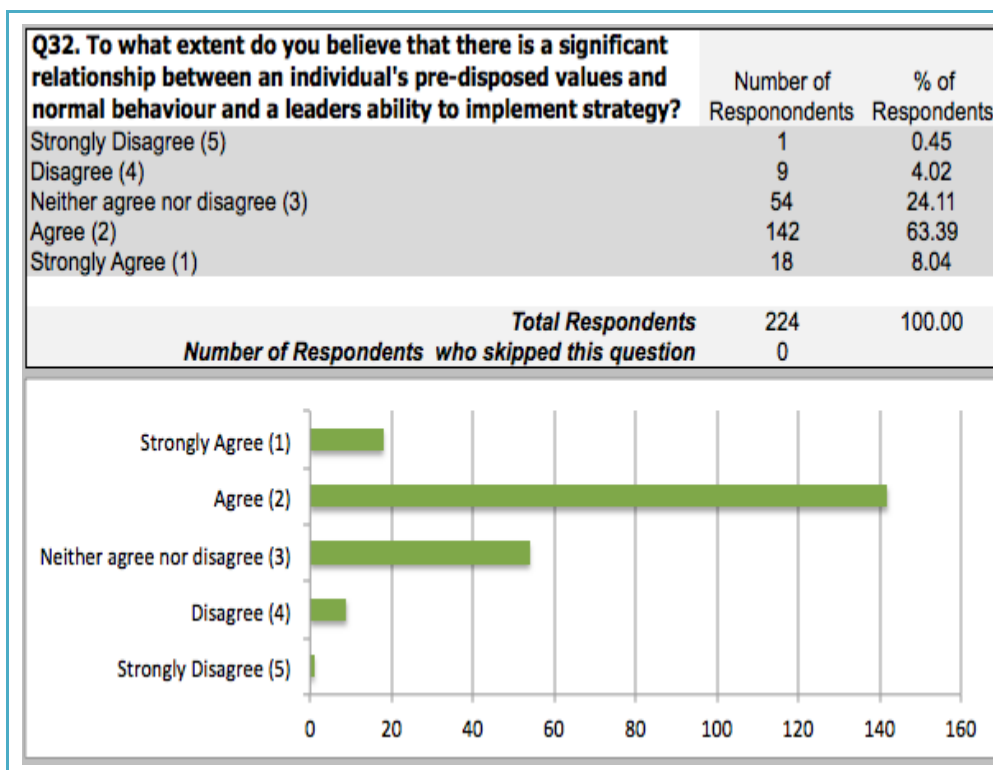 Q32. To what extent do you believe that there is a significant
relationship between an individual's pre-disposed values and
normal behaviour and a leaders ability to implement strategy?
Number of Responondents
% of Respondents
Strongly Disagree (5) 1 0.45
Disagree (4) 9 4.02
Neither agree nor disagree (3) 54 24.11
Agree (2) 142 63.39
Strongly Agree (1) 18 8.04
Total Respondents 224 100.00
Number of Respondents who skipped this question 0
Strongly Agree (1)
Agree (2)
Neither agree nor disagree (3)
Disagree (4)
Strongly Disagree (5)
0 20 40 60 80 100 120 140 160